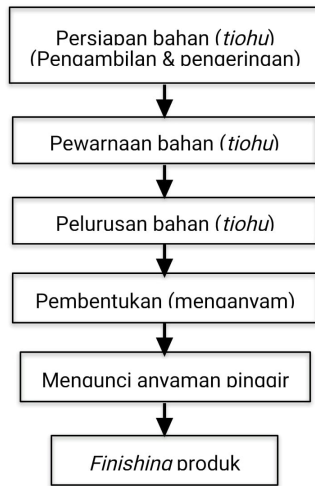 Persiapan bahan (tiohu)
(Pengambilan & pengeringan)
Pewarnaan bahan (tiohu)
Pelurusan bahan (tiohu)
Pembentukan (menganyam)
Mengunci anyaman pinggir
Finishing produk